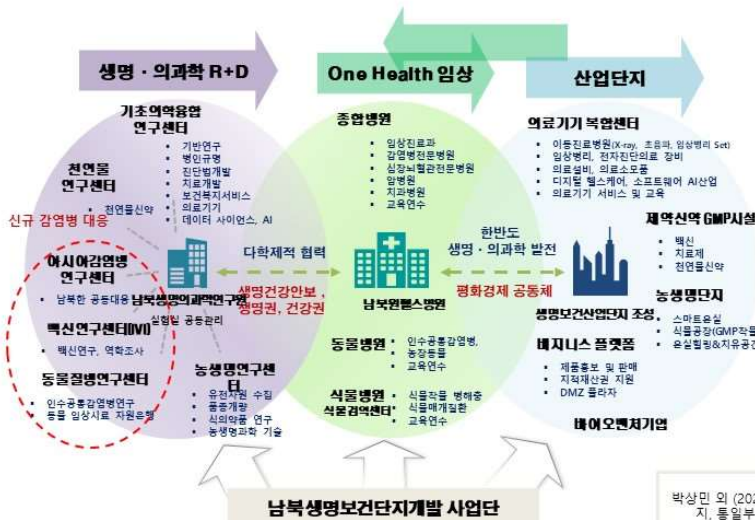 생명 · 의과학 R+D
One Health 임상
산업단지
기초의학융합
연구센터
• 기반연구
• 병인규명
• 진단법개발
• 치료개발
• 보건복지서비스
• 의료기기
• 데이터 사이언스, AI
천연물
연구센터
• 천연물신약
신규 감염병 대응
아시아감염병
연구센터
• 남북한 공동대응
백신연구센터(IVI)
• 백신연구, 역학조사
동물질병연구센터
• 인수공통감염병연구
• 동물 임상시료 자원은행
남북생명의과학연구원
실험실 공동관리
농생명연구센
터
• 유전자원 수집
• 품종개량
• 식의약품 연구
• 농생명과학 기술
다학제적 협력
생명건강안보,
생명권, 건강권
종합병원
• 임상진료과
• 감염병전문병원
• 심장뇌혈관전문병원
• 암병원
• 치과병원
• 교육연수
남북원헬스병원
동물병원
• 인수공통감염병,
• 농장동물
• 교육연수
식물병원
식물검역센터
• 식물작물 병해충
• 식물매개질환
• 교육연수
한반도
생명 · 의과학 발전
평화경제 공동체
의료기기 복합센터
• 이동진료병원(X-ray, 초음파, 임상병리 Set)
• 임상병리, 전자진단의료 장비
• 의료설비, 의료소모품
• 디지털 헬스케어, 소프트웨어 AI산업
• 의료기기 서비스 및 교육
제약신약 GMP시설
• 백신
• 치료제
• 천연물신약
생명보건산업단지 조성
농생명단지
• 스마트온실
• 식물공장(GMP작물
• 온실힐링&치유공간
비지니스 플랫폼
• 제품홍보 및 판매
• 지적재산권 지원
• DMZ 플라자
바이오벤처기업
남북생명보건단지개발 사업단
박상민 외 (202
지, 통일부